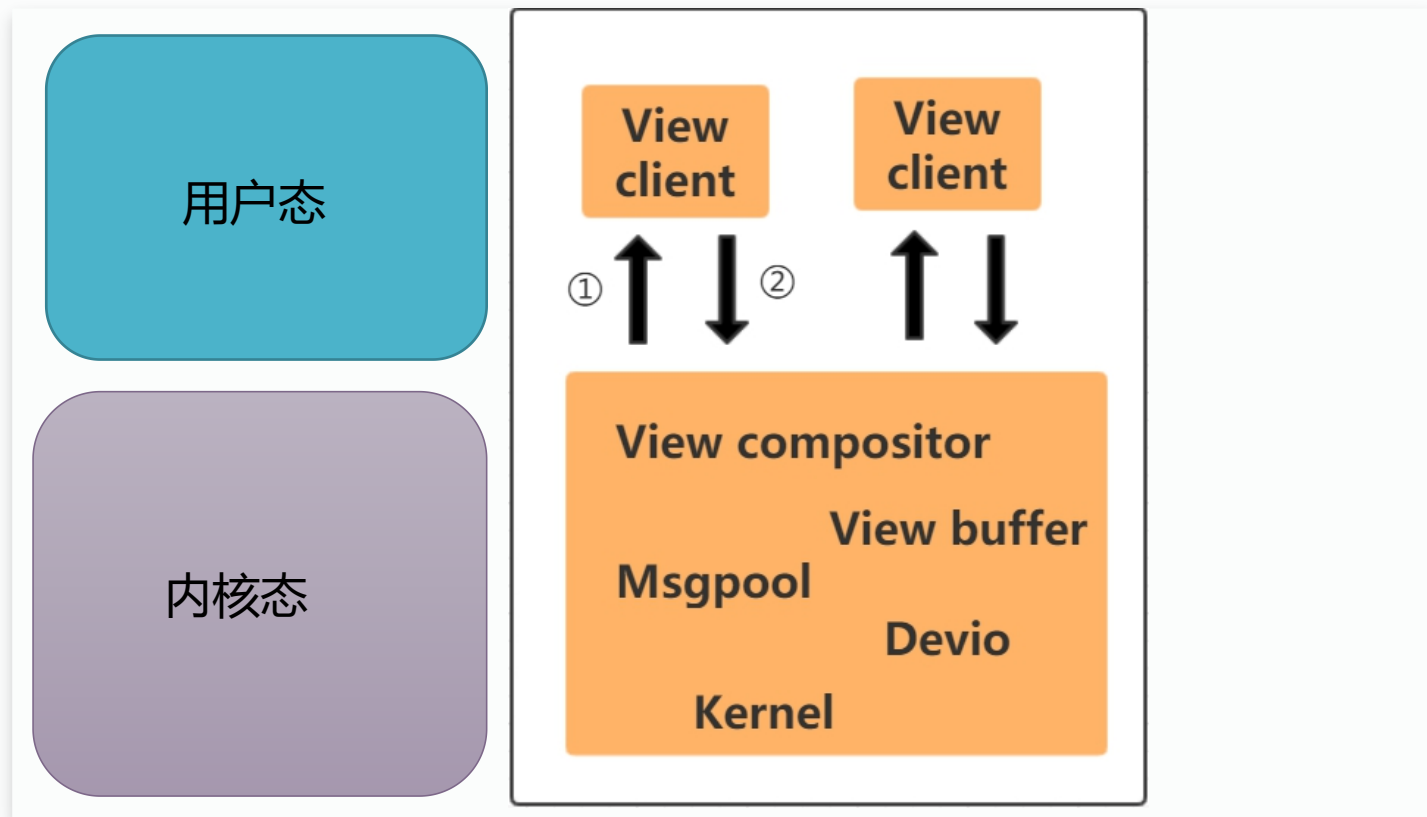 用户态
内核态
View
client
View
client
①
②
View compositor
View buffer
Msgpool
Devio
Kernel